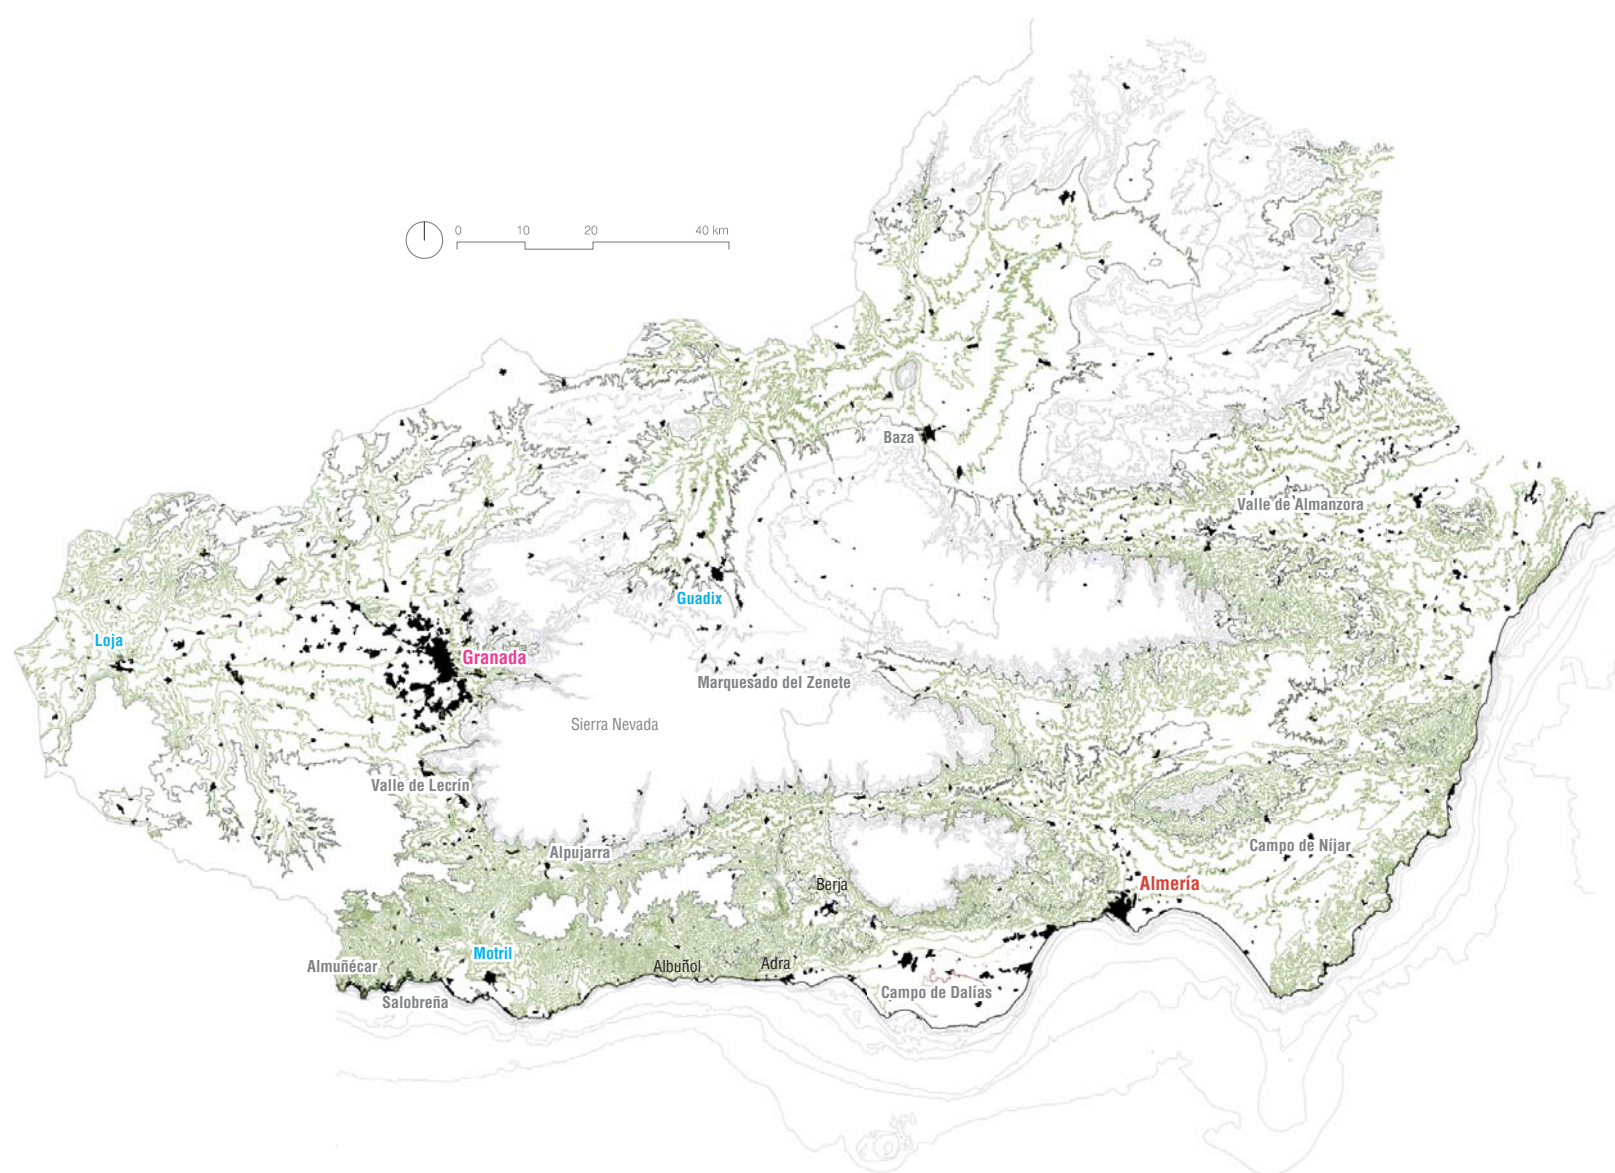 0 10 20 40 km
Baza
Valle de Almanzora
Guadix
Loja
Granada
Marquesado del Zenete
Sierra Nevada
Valle de Lecrín
Alpujarra
Campo de Níjar
Berja
Almería
Motril
Almuñécar
Albuñol
Adra
Campo de Dalías
Salobreña